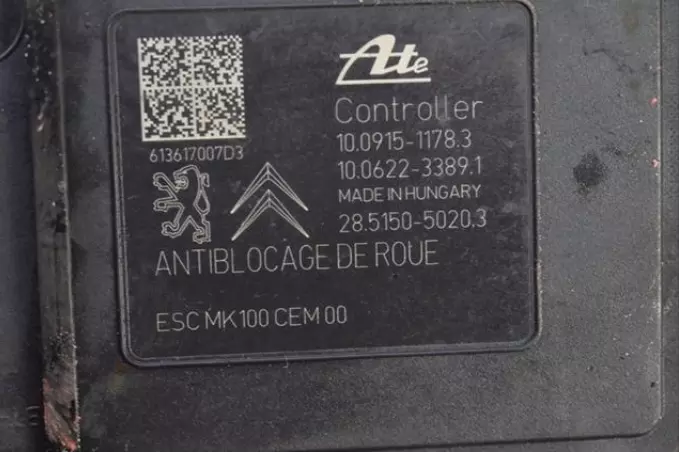 Ate
Controller
10.0915-1178.3
613617007D3
10.0622-3389.1
MADE IN HUNGARY
28.5150-5020.3
ANTIBLOCAGE DE ROUE
ESC MK100 CEM 00